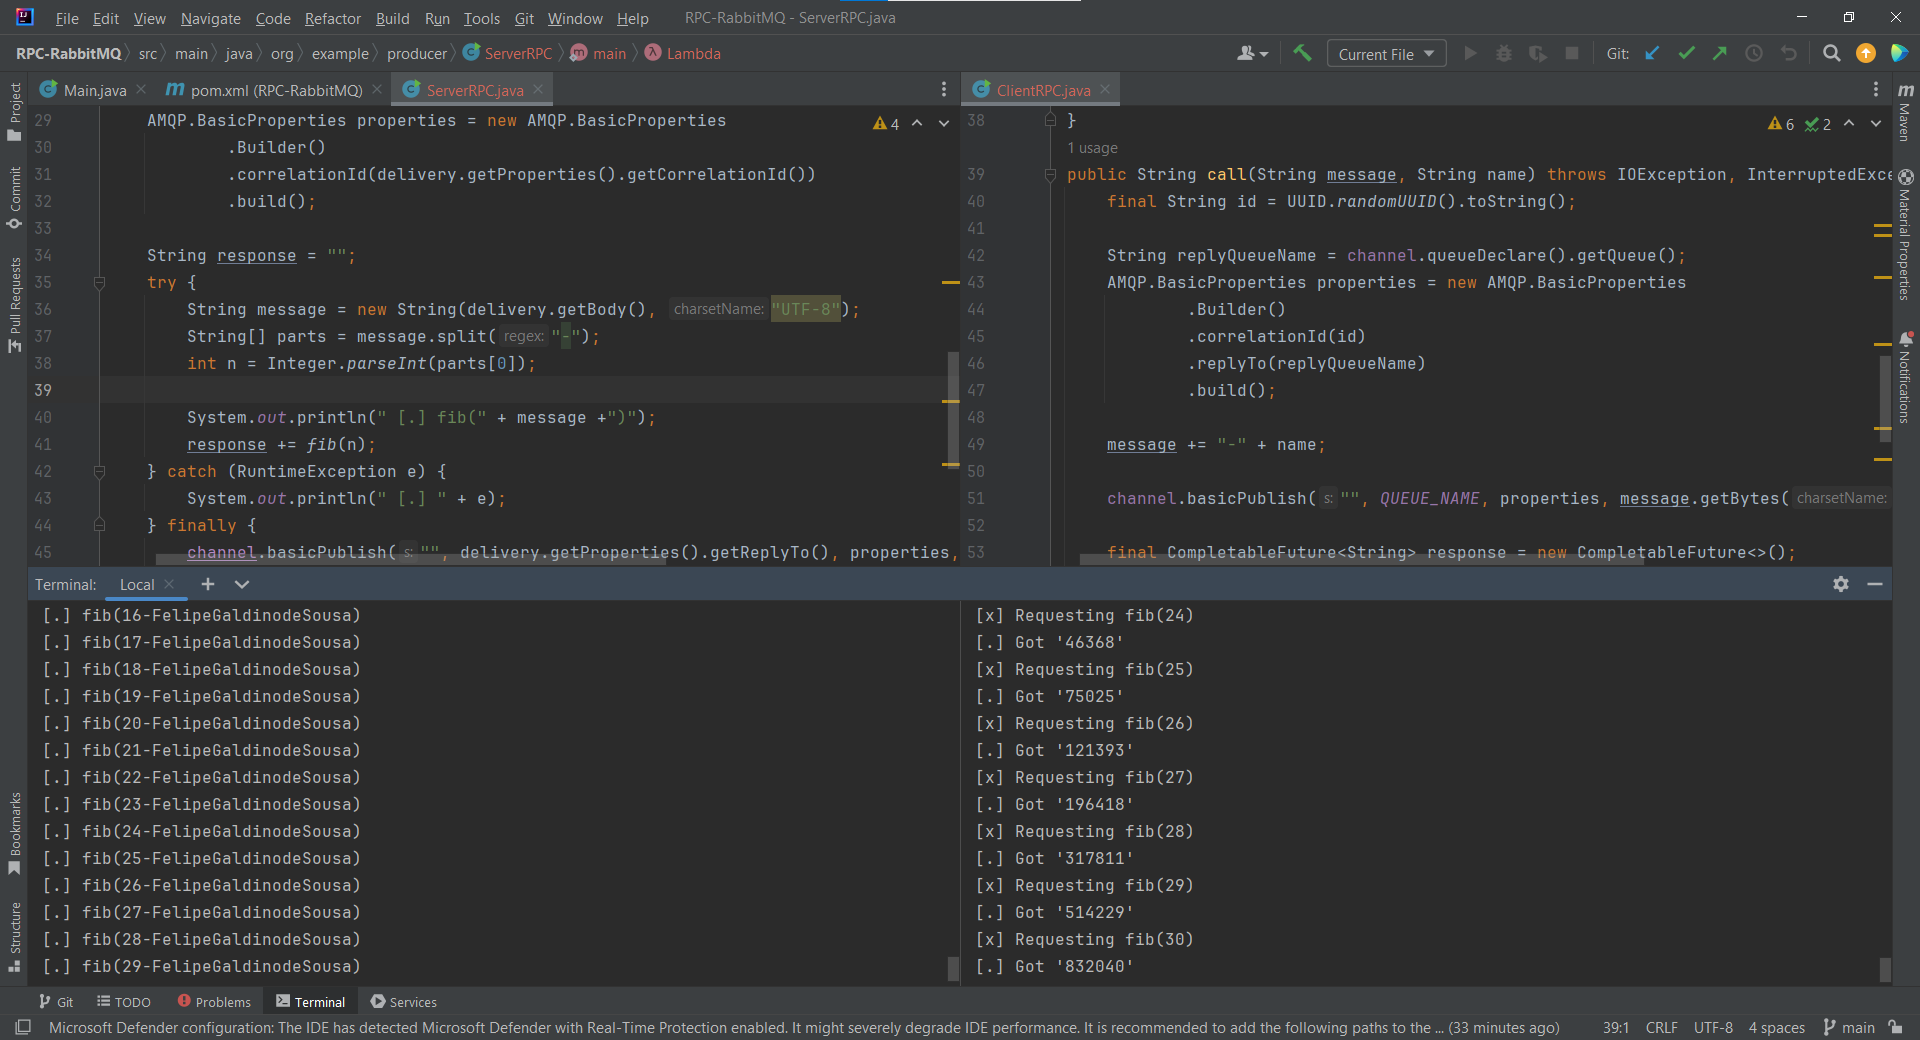 File Edit View Navigate Code Refactor Build Run Tools Git Window Help RPC-RabbitMQ - ServerRPC.java
RPC-RabbitMQ src main java org example producer ServerRPC main Lambda Current File Git:
Project
Commit
Pull Requests
Bookmarks
Structure
Main.java pom.xml (RPC-RabbitMQ) ServerRPC.java
4
29 AMQP.BasicProperties properties = new AMQP.BasicProperties
30 .Builder()
31 .correlationId(delivery.getProperties().getCorrelationId())
32 .build();
33
34 String response = "";
35 try {
36 String message = new String(delivery.getBody(), charsetName: "UTF-8");
37 String[] parts = message.split( regex: "-");
38 int n = Integer.parseInt(parts[0]);
39
40 System.out.println(" [.] fib(" + message +")");
41 response += fib(n);
42 } catch (RuntimeException e) {
43 System.out.println(" [.] " + e);
44 } finally {
45 channel.basicPublish( s: "", delivery.getProperties().getReplyTo(), properties,
ClientRPC.java
6 2
38 }
1 usage
39 public String call(String message, String name) throws IOException, InterruptedExce
40 final String id = UUID.randomUUID().toString();
41
42 String replyQueueName = channel.queueDeclare().getQueue();
43 AMQP.BasicProperties properties = new AMQP.BasicProperties
44 .Builder()
45 .correlationId(id)
46 .replyTo(replyQueueName)
47 .build();
48
49 message += "-" + name;
50
51 channel.basicPublish( s: "", QUEUE_NAME, properties, message.getBytes( charsetName:
52
53 final CompletableFuture<String> response = new CompletableFuture<>();
Maven
Material Properties
Notifications
Terminal: Local
[.] fib(16-FelipeGaldinodeSousa)
[.] fib(17-FelipeGaldinodeSousa)
[.] fib(18-FelipeGaldinodeSousa)
[.] fib(19-FelipeGaldinodeSousa)
[.] fib(20-FelipeGaldinodeSousa)
[.] fib(21-FelipeGaldinodeSousa)
[.] fib(22-FelipeGaldinodeSousa)
[.] fib(23-FelipeGaldinodeSousa)
[.] fib(24-FelipeGaldinodeSousa)
[.] fib(25-FelipeGaldinodeSousa)
[.] fib(26-FelipeGaldinodeSousa)
[.] fib(27-FelipeGaldinodeSousa)
[.] fib(28-FelipeGaldinodeSousa)
[.] fib(29-FelipeGaldinodeSousa)
[x] Requesting fib(24)
[.] Got '46368'
[x] Requesting fib(25)
[.] Got '75025'
[x] Requesting fib(26)
[.] Got '121393'
[x] Requesting fib(27)
[.] Got '196418'
[x] Requesting fib(28)
[.] Got '317811'
[x] Requesting fib(29)
[.] Got '514229'
[x] Requesting fib(30)
[.] Got '832040'
Git TODO Problems Terminal Services
Microsoft Defender configuration: The IDE has detected Microsoft Defender with Real-Time Protection enabled. It might severely degrade IDE performance. It is recommended to add the following paths to the ... (33 minutes ago) 39:1 CRLF UTF-8 4 spaces main